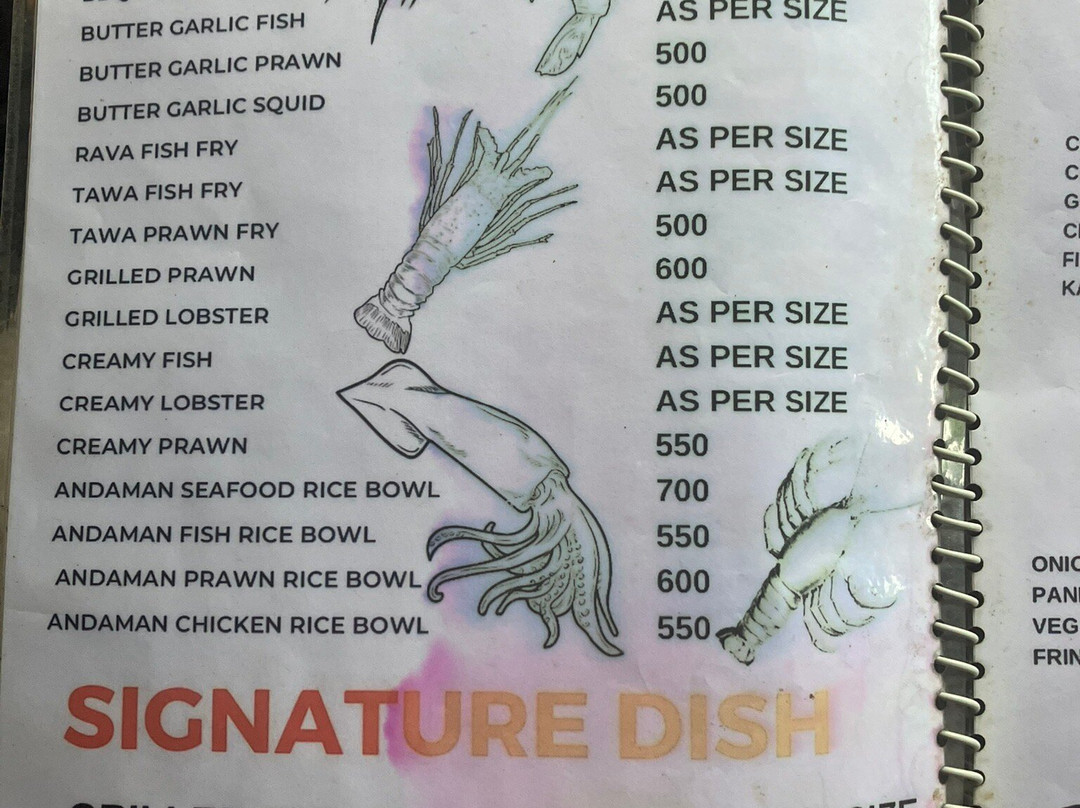 BUTTER GARLIC FISH AS PER SIZE
BUTTER GARLIC PRAWN 500
BUTTER GARLIC SQUID 500
RAVA FISH FRY AS PER SIZE
TAWA FISH FRY AS PER SIZE
TAWA PRAWN FRY 500
GRILLED PRAWN 600
GRILLED LOBSTER AS PER SIZE
CREAMY FISH AS PER SIZE
CREAMY LOBSTER AS PER SIZE
CREAMY PRAWN 550
ANDAMAN SEAFOOD RICE BOWL 700
ANDAMAN FISH RICE BOWL 550
ANDAMAN PRAWN RICE BOWL 600
ANDAMAN CHICKEN RICE BOWL 550
SIGNATURE DISH